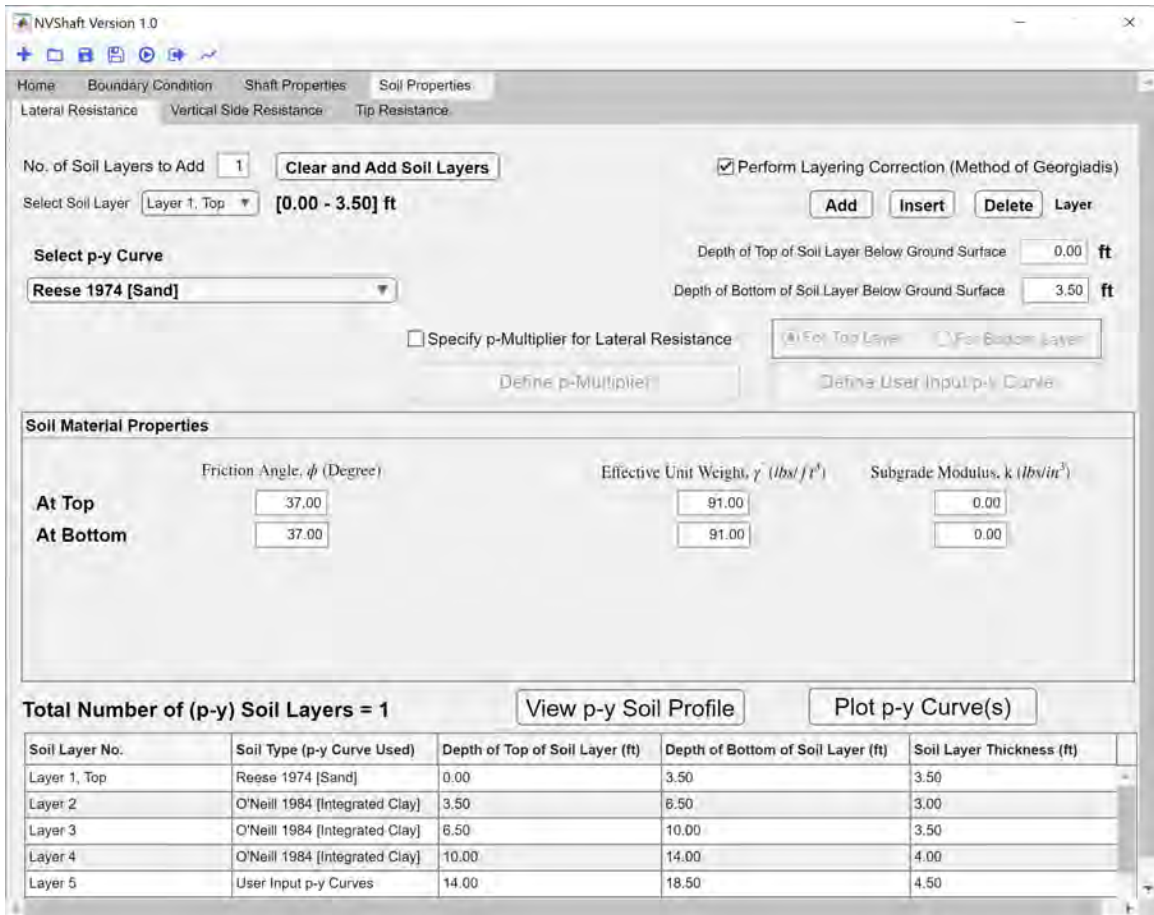 NVShaft Version 1.0
Home Boundary Condition Shaft Properties Soil Properties
Lateral Resistance Vertical Side Resistance Tip Resistance
No. of Soil Layers to Add 1 Clear and Add Soil Layers Perform Layering Correction (Method of Georgiadis)
Select Soil Layer Layer 1, Top [0.00 - 3.50] ft Add Insert Delete Layer
Select p-y Curve Depth of Top of Soil Layer Below Ground Surface 0.00 ft
Reese 1974 [Sand] Depth of Bottom of Soil Layer Below Ground Surface 3.50 ft
Specify p-Multiplier for Lateral Resistance For Top Layer For Bottom Layer
Define p-Multiplier Define User Input p-y Curve
Soil Material Properties
Friction Angle, ϕ (Degree) Effective Unit Weight, γ' (lbs/ft³) Subgrade Modulus, k (lbs/in³)
At Top 37.00 91.00 0.00
At Bottom 37.00 91.00 0.00
Total Number of (p-y) Soil Layers = 1 View p-y Soil Profile Plot p-y Curve(s)
Soil Layer No. Soil Type (p-y Curve Used) Depth of Top of Soil Layer (ft) Depth of Bottom of Soil Layer (ft) Soil Layer Thickness (ft)
Layer 1, Top Reese 1974 [Sand] 0.00 3.50 3.50
Layer 2 O'Neill 1984 [Integrated Clay] 3.50 6.50 3.00
Layer 3 O'Neill 1984 [Integrated Clay] 6.50 10.00 3.50
Layer 4 O'Neill 1984 [Integrated Clay] 10.00 14.00 4.00
Layer 5 User Input p-y Curves 14.00 18.50 4.50